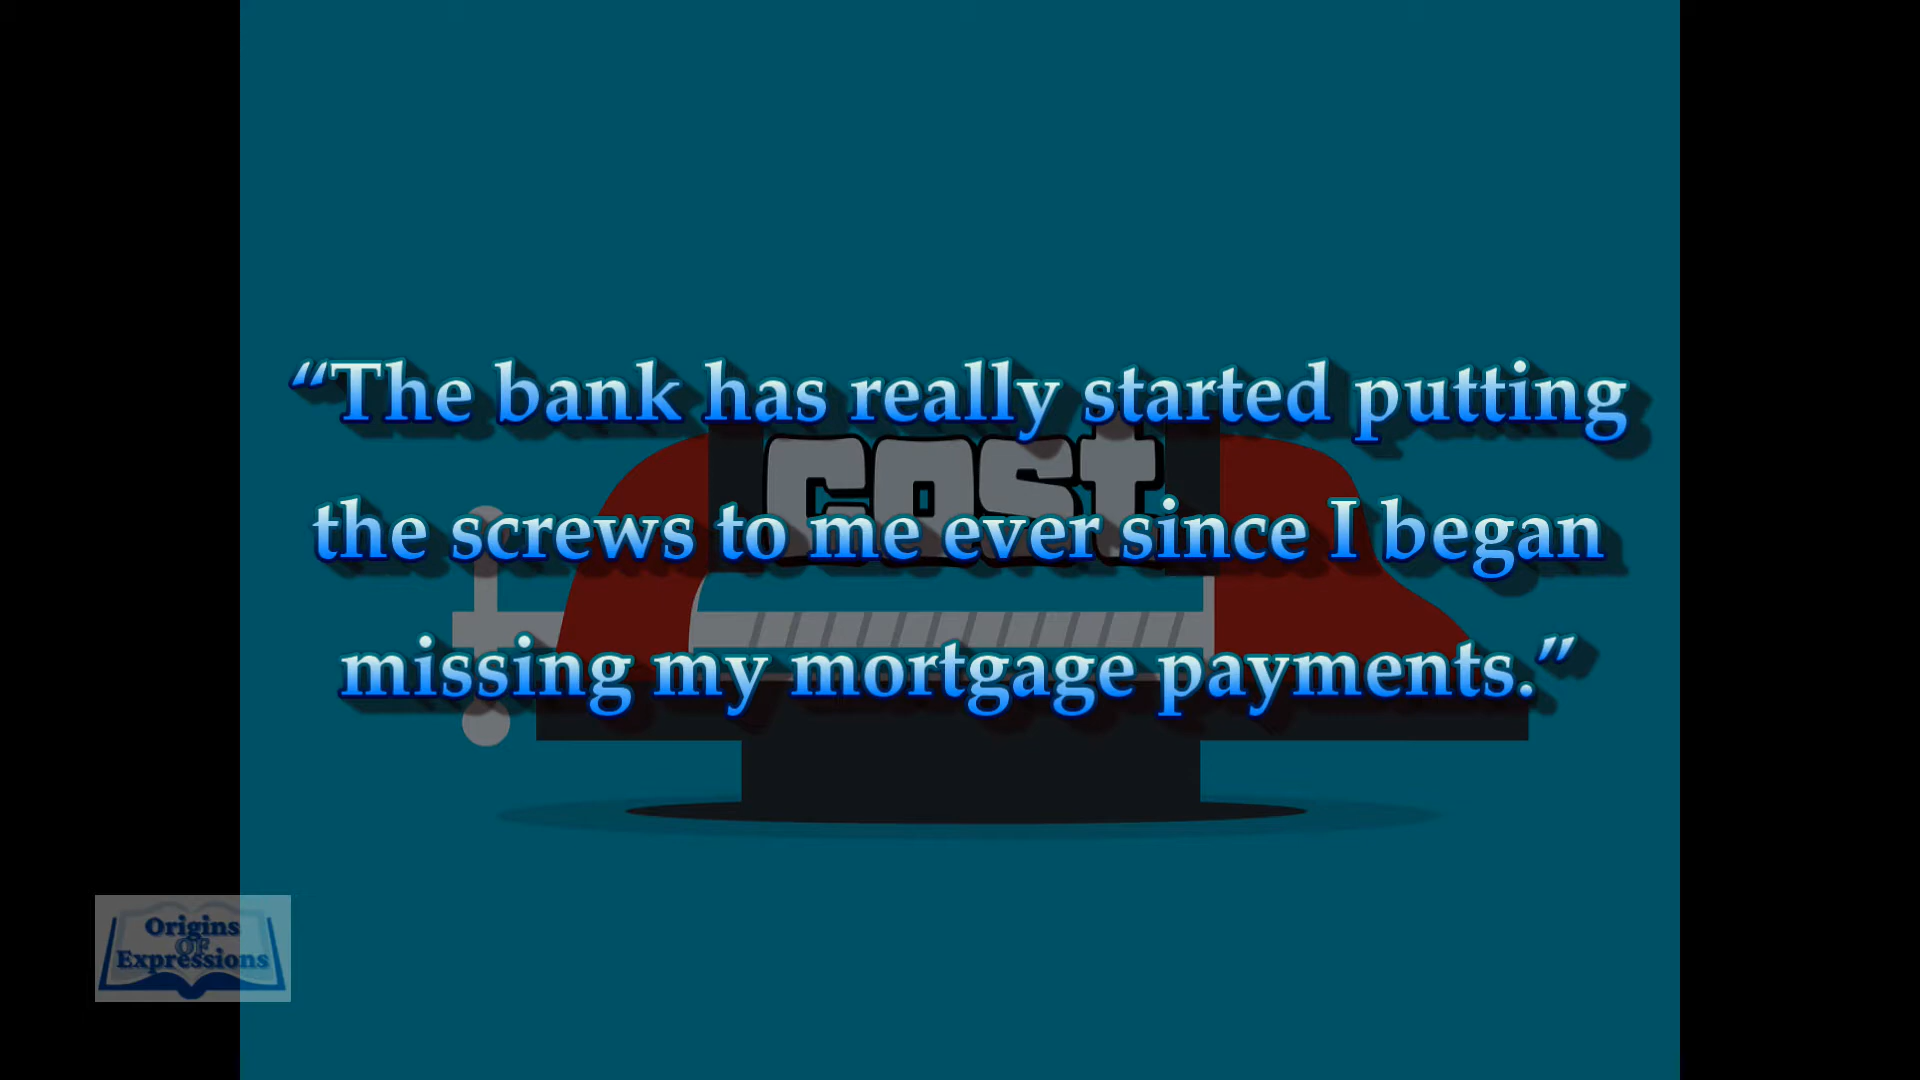 “The bank has really started putting
cost
the screws to me ever since I began
missing my mortgage payments.”
Origins
OF
Expressions